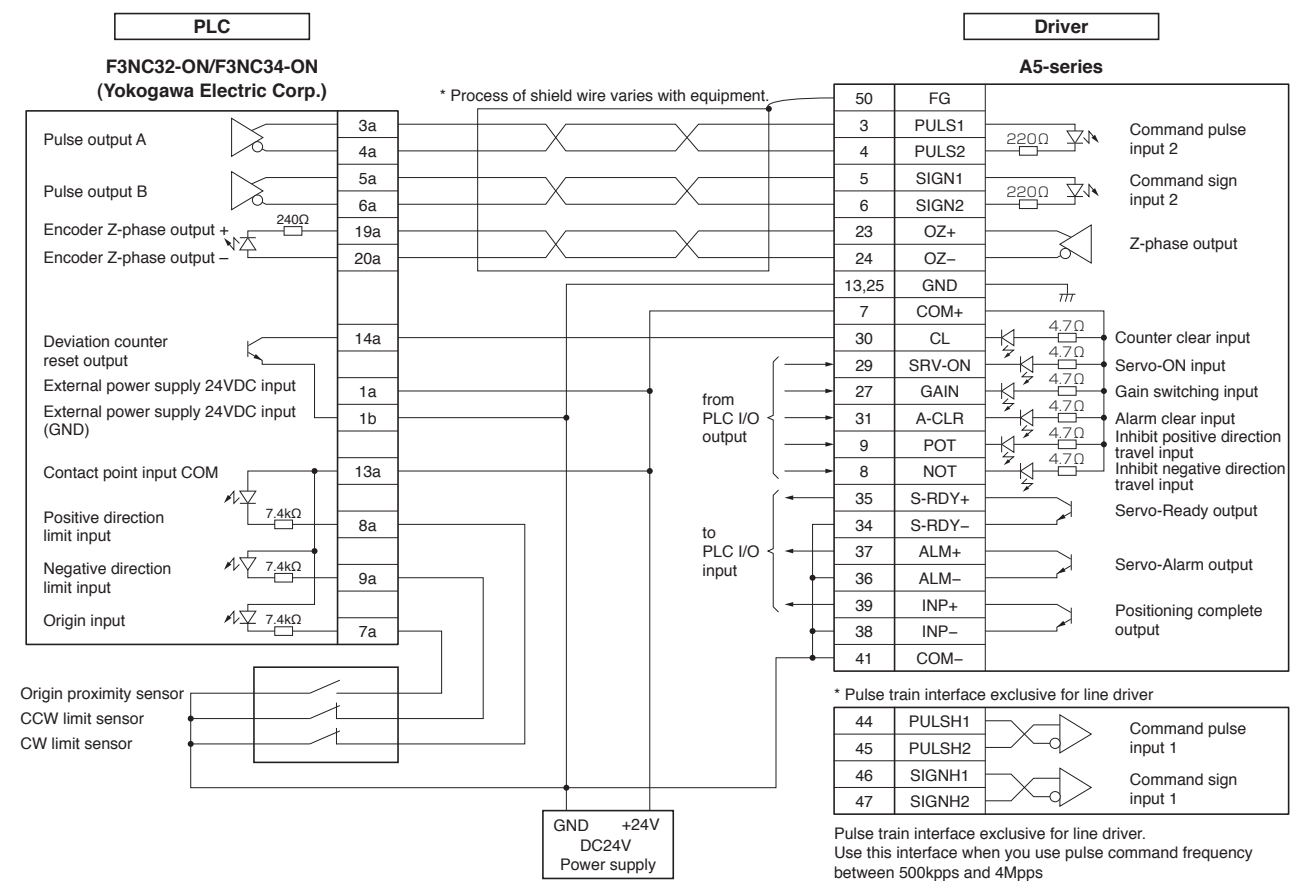 PLC
Driver
F3NC32-ON/F3NC34-ON
(Yokogawa Electric Corp.)
A5-series
* Process of shield wire varies with equipment.
Pulse output A
3a
4a
Pulse output B
5a
6a
Encoder Z-phase output +
240Ω
19a
Encoder Z-phase output –
20a
Deviation counter
reset output
14a
External power supply 24VDC input
1a
External power supply 24VDC input
(GND)
1b
Contact point input COM
13a
Positive direction
limit input
7.4kΩ
8a
Negative direction
limit input
7.4kΩ
9a
Origin input
7.4kΩ
7a
Origin proximity sensor
CCW limit sensor
CW limit sensor
GND +24V
DC24V
Power supply
from
PLC I/O
output
to
PLC I/O
input
50 FG
3 PULS1
4 PULS2
220Ω
Command pulse
input 2
5 SIGN1
6 SIGN2
220Ω
Command sign
input 2
23 OZ+
24 OZ–
Z-phase output
13,25 GND
7 COM+
30 CL
4.7Ω
Counter clear input
29 SRV-ON
4.7Ω
Servo-ON input
27 GAIN
4.7Ω
Gain switching input
31 A-CLR
4.7Ω
Alarm clear input
9 POT
4.7Ω
Inhibit positive direction
travel input
8 NOT
4.7Ω
Inhibit negative direction
travel input
35 S-RDY+
34 S-RDY–
Servo-Ready output
37 ALM+
36 ALM–
Servo-Alarm output
39 INP+
38 INP–
Positioning complete
output
41 COM–
* Pulse train interface exclusive for line driver
44 PULSH1
45 PULSH2
Command pulse
input 1
46 SIGNH1
47 SIGNH2
Command sign
input 1
Pulse train interface exclusive for line driver.
Use this interface when you use pulse command frequency
between 500kpps and 4Mpps